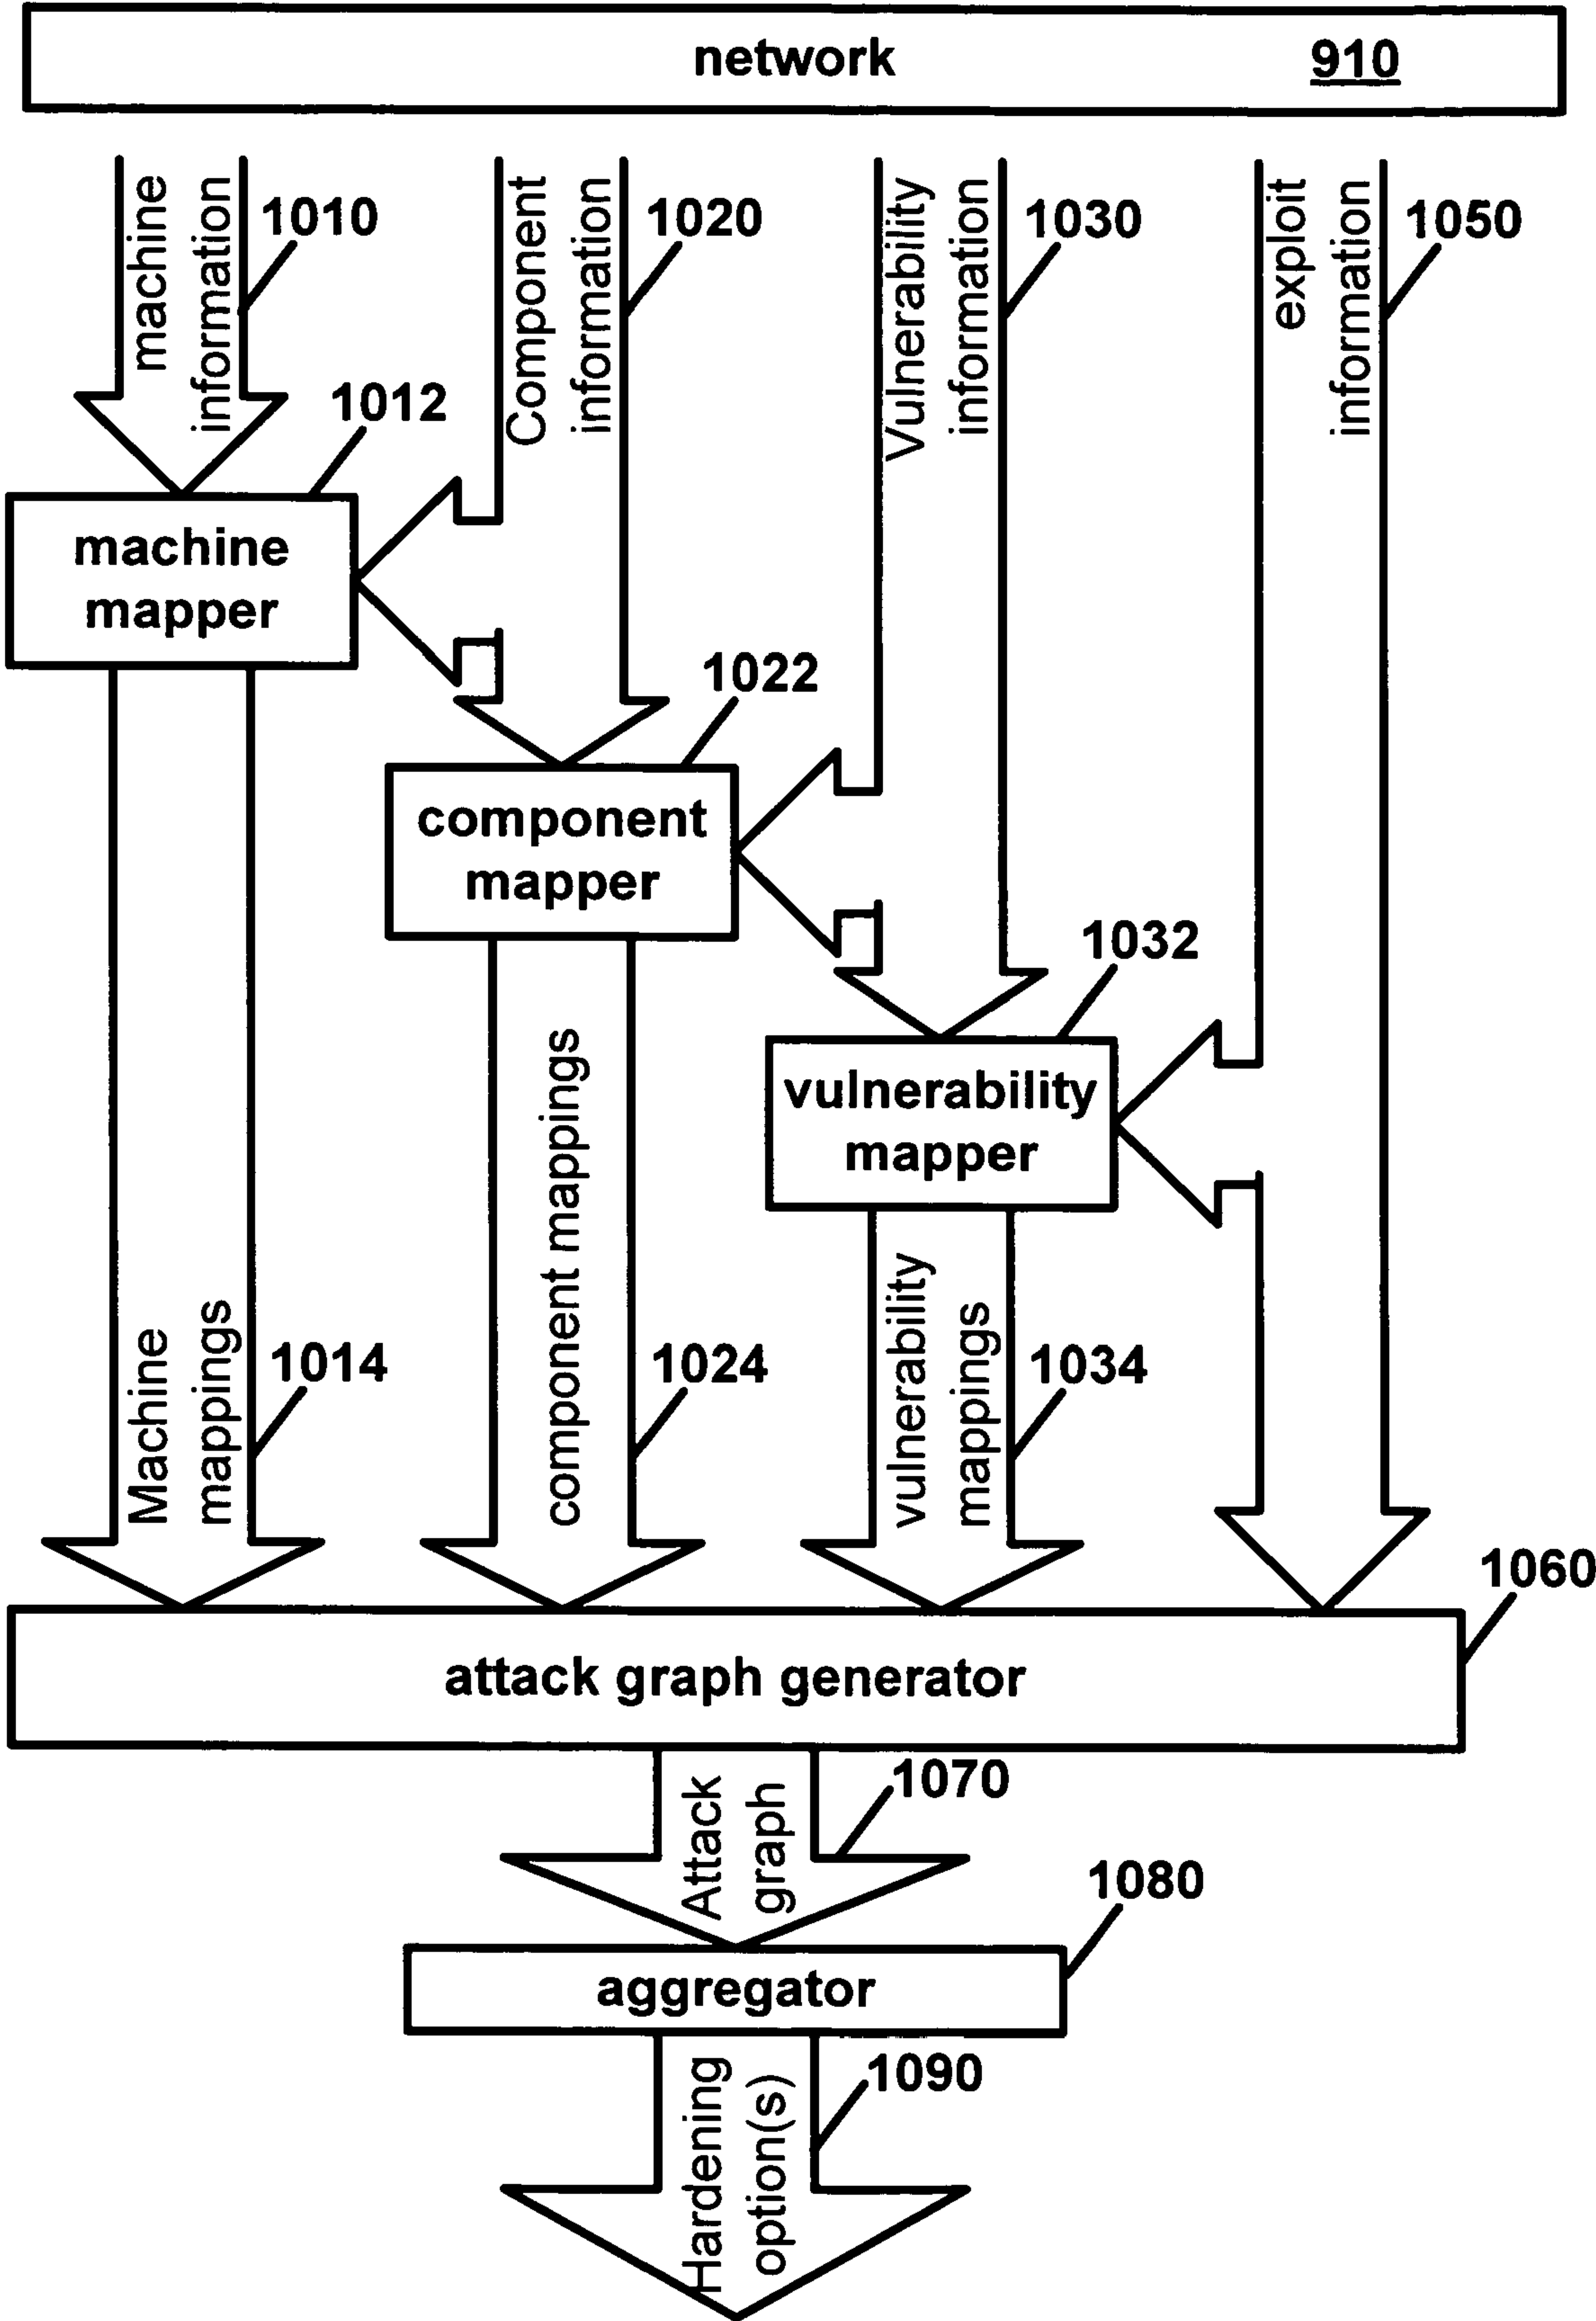 network 910
machine
information
1010
Component
information
1020
Vulnerability
information
1030
exploit
information
1050
1012
machine
mapper
1022
component
mapper
1032
vulnerability
mapper
Machine
mappings
1014
component mappings
1024
vulnerability
mappings
1034
1060
attack graph generator
Attack
graph
1070
1080
aggregator
Hardening
option(s)
1090